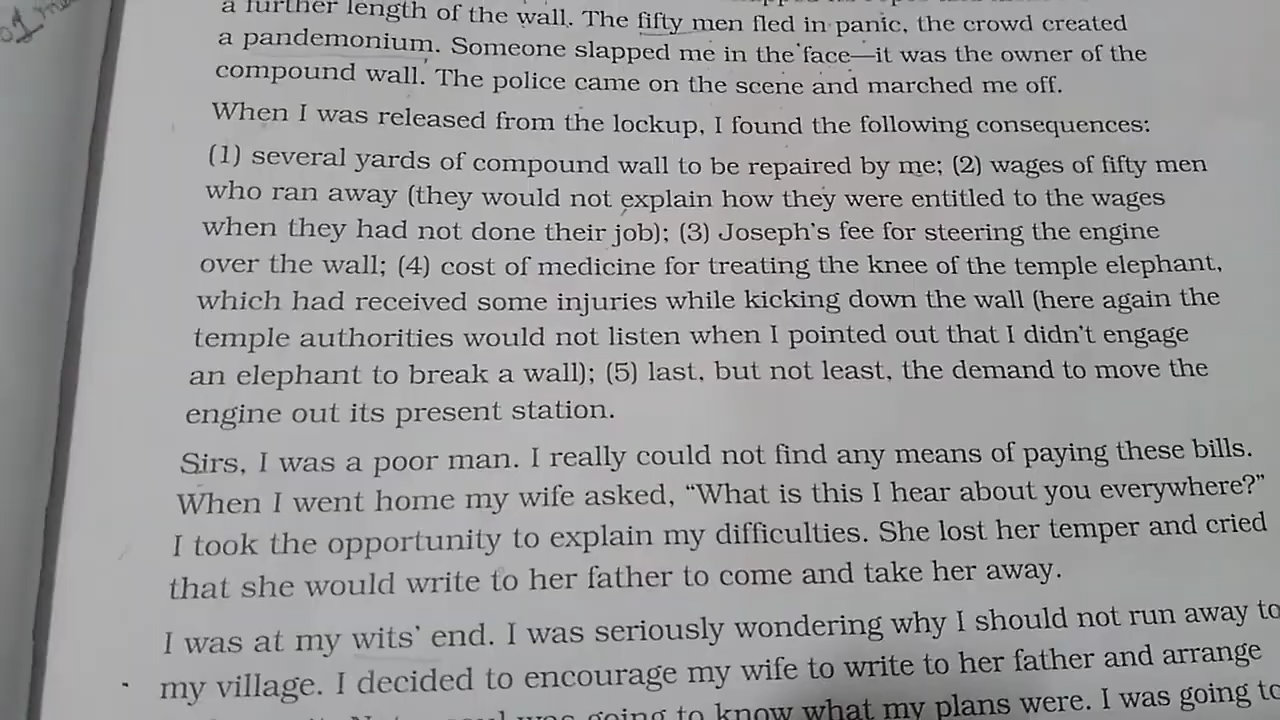 a further length of the wall. The fifty men fled in panic, the crowd created
a pandemonium. Someone slapped me in the face—it was the owner of the
compound wall. The police came on the scene and marched me off.
When I was released from the lockup, I found the following consequences:
(1) several yards of compound wall to be repaired by me; (2) wages of fifty men
who ran away (they would not explain how they were entitled to the wages
when they had not done their job); (3) Joseph's fee for steering the engine
over the wall; (4) cost of medicine for treating the knee of the temple elephant,
which had received some injuries while kicking down the wall (here again the
temple authorities would not listen when I pointed out that I didn't engage
an elephant to break a wall); (5) last, but not least, the demand to move the
engine out its present station.
Sirs, I was a poor man. I really could not find any means of paying these bills.
When I went home my wife asked, “What is this I hear about you everywhere?”
I took the opportunity to explain my difficulties. She lost her temper and cried
that she would write to her father to come and take her away.
I was at my wits' end. I was seriously wondering why I should not run away to
my village. I decided to encourage my wife to write to her father and arrange
was going to know what my plans were. I was going to